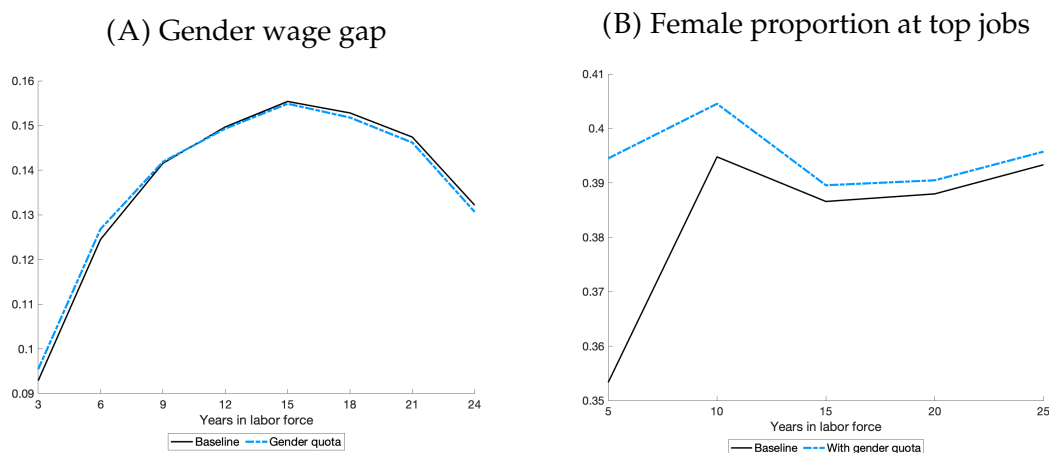 (A) Gender wage gap
0.16
0.15
0.14
0.13
0.12
0.11
0.1
0.09
3 6 9 12 15 18 21 24
Years in labor force
Baseline Gender quota
(B) Female proportion at top jobs
0.41
0.4
0.39
0.38
0.37
0.36
0.35
5 10 15 20 25
Years in labor force
Baseline With gender quota